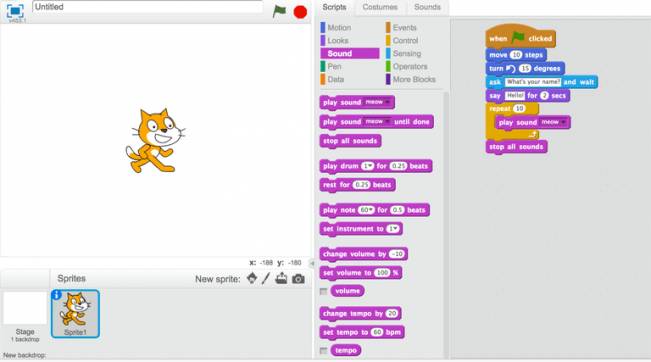 Untitled
v453.1
x: -188 y: -180
Sprites
New sprite:
Stage
1 backdrop
Sprite1
New backdrop:
Scripts
Costumes
Sounds
Motion
Events
Looks
Control
Sound
Sensing
Pen
Operators
Data
More Blocks
play sound meow
play sound meow until done
stop all sounds
play drum 1 for 0.25 beats
rest for 0.25 beats
play note 60 for 0.5 beats
set instrument to 1
change volume by -10
set volume to 100 %
volume
change tempo by 20
set tempo to 60 bpm
tempo
when clicked
move 10 steps
turn 15 degrees
ask What's your name? and wait
say Hello! for 2 secs
repeat 10
play sound meow
stop all sounds